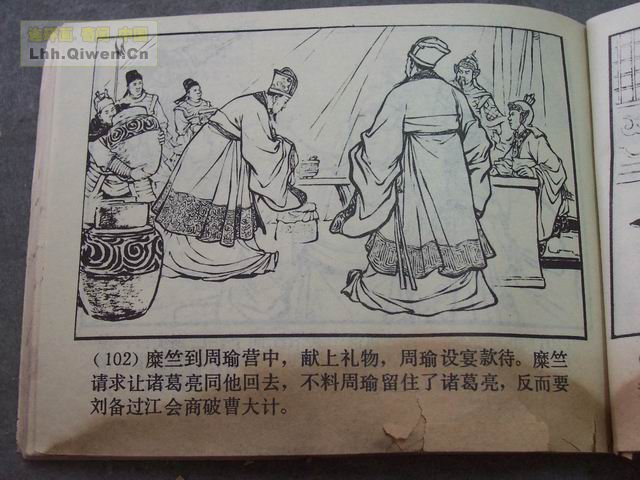 Lhh.Qiwen.Cn
(102) 糜竺到周瑜营中，献上礼物，周瑜设宴款待。糜竺
请求让诸葛亮同他回去，不料周瑜留住了诸葛亮，反而要
刘备过江会商破曹大计。